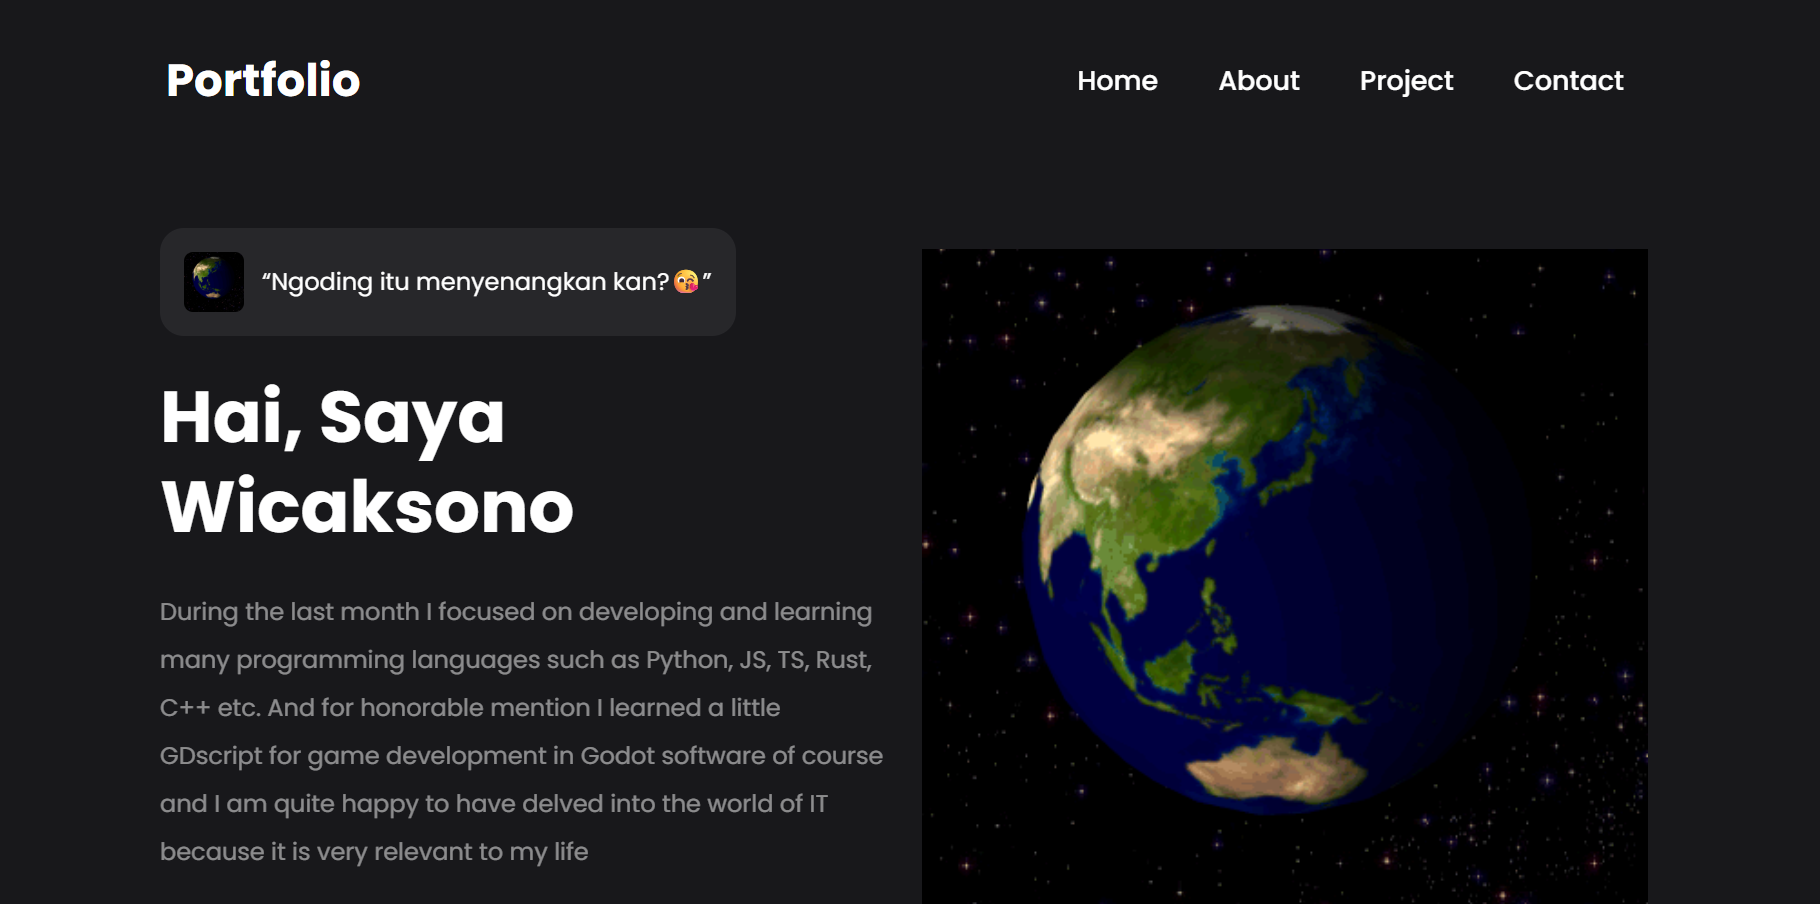 Portfolio
Home About Project Contact
“Ngoding itu menyenangkan kan?😘”
Hai, Saya
Wicaksono
During the last month I focused on developing and learning
many programming languages such as Python, JS, TS, Rust,
C++ etc. And for honorable mention I learned a little
GDscript for game development in Godot software of course
and I am quite happy to have delved into the world of IT
because it is very relevant to my life